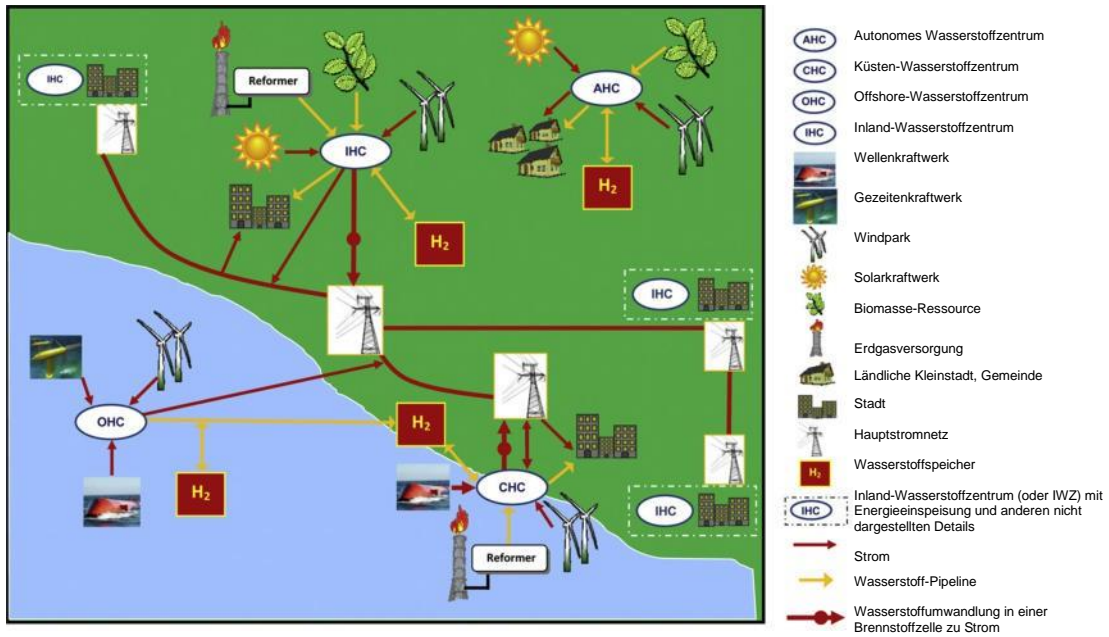 IHC
Reformer
IHC
AHC
H₂
H₂
IHC
OHC
H₂
H₂
CHC
Reformer
IHC
AHC
Autonomes Wasserstoffzentrum
CHC
Küsten-Wasserstoffzentrum
OHC
Offshore-Wasserstoffzentrum
IHC
Inland-Wasserstoffzentrum
Wellenkraftwerk
Gezeitenkraftwerk
Windpark
Solarkraftwerk
Biomasse-Ressource
Erdgasversorgung
Ländliche Kleinstadt, Gemeinde
Stadt
Hauptstromnetz
H₂
Wasserstoffspeicher
IHC
Inland-Wasserstoffzentrum (oder IWZ) mit
Energieeinspeisung und anderen nicht
dargestellten Details
Strom
Wasserstoff-Pipeline
Wasserstoffumwandlung in einer
Brennstoffzelle zu Strom